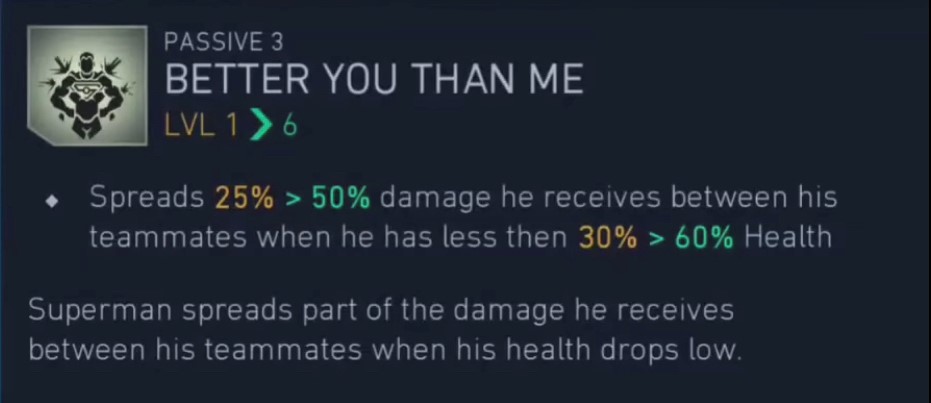 PASSIVE 3
BETTER YOU THAN ME
LVL 1 > 6
◆ Spreads 25% > 50% damage he receives between his
teammates when he has less then 30% > 60% Health
Superman spreads part of the damage he receives
between his teammates when his health drops low.